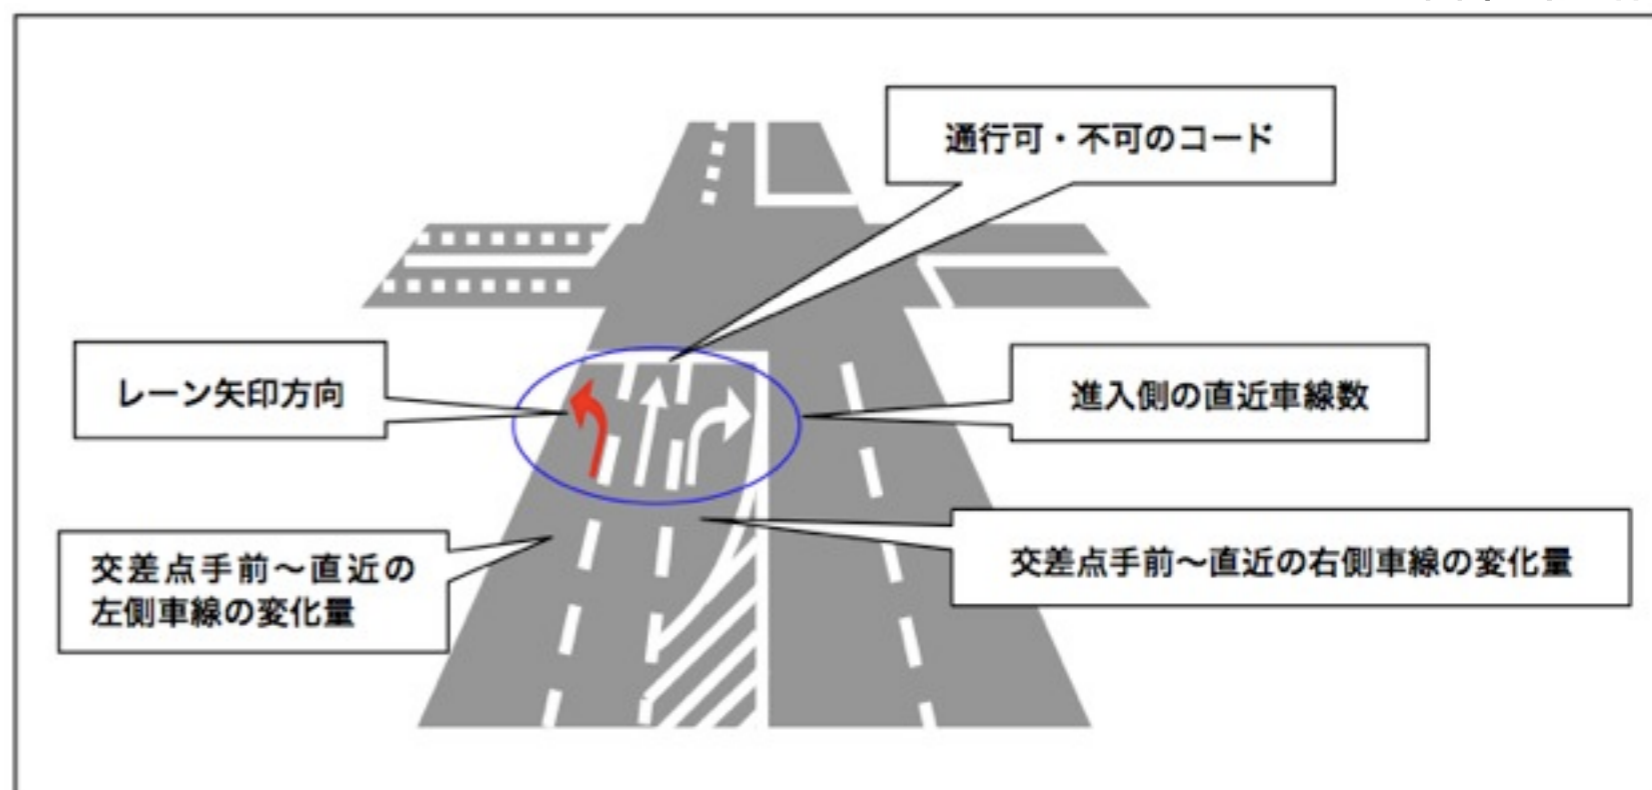 通行可・不可のコード
レーン矢印方向
進入側の直近車線数
交差点手前～直近の
左側車線の変化量
交差点手前～直近の右側車線の変化量